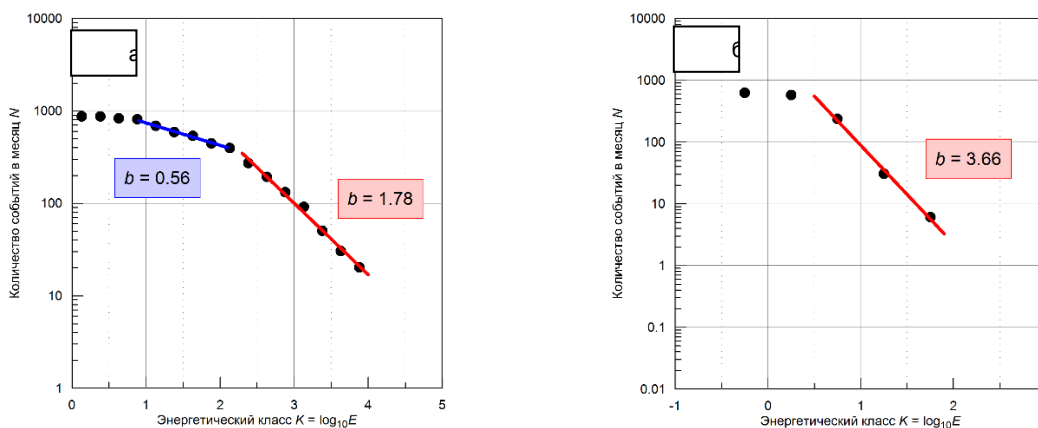 10000
1000
100
10
1
Количество событий в месяц N
а
b = 0.56
b = 1.78
0 1 2 3 4 5
Энергетический класс K = log10E
10000
1000
100
10
1
0.1
0.01
Количество событий в месяц N
б
b = 3.66
-1 0 1 2
Энергетический класс K = log10E